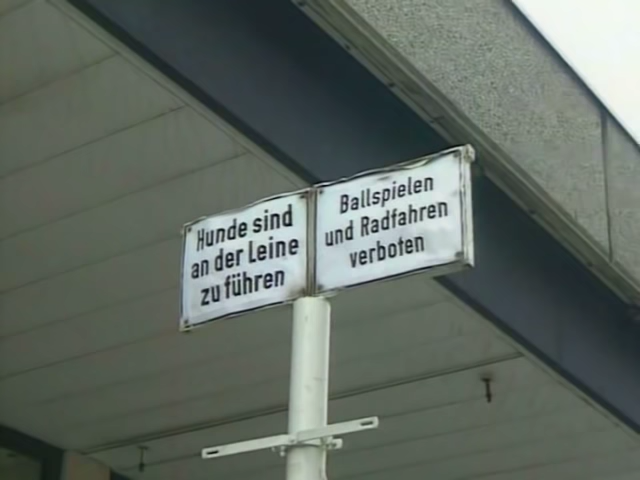 Hunde sind
an der Leine
zu führen
Ballspielen
und Radfahren
verboten